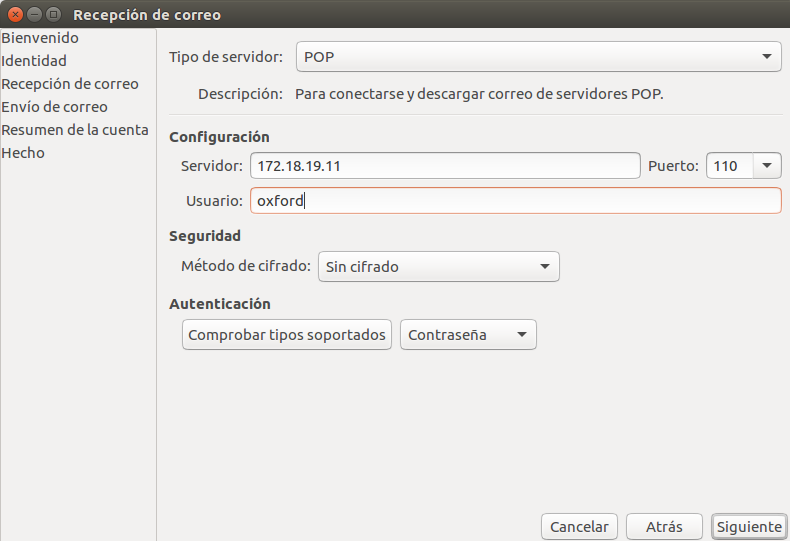 Recepción de correo
Bienvenido
Identidad
Recepción de correo
Envío de correo
Resumen de la cuenta
Hecho
Tipo de servidor: POP
Descripción: Para conectarse y descargar correo de servidores POP.
Configuración
Servidor: 172.18.19.11 Puerto: 110
Usuario: oxford
Seguridad
Método de cifrado: Sin cifrado
Autenticación
Comprobar tipos soportados Contraseña
Cancelar Atrás Siguiente